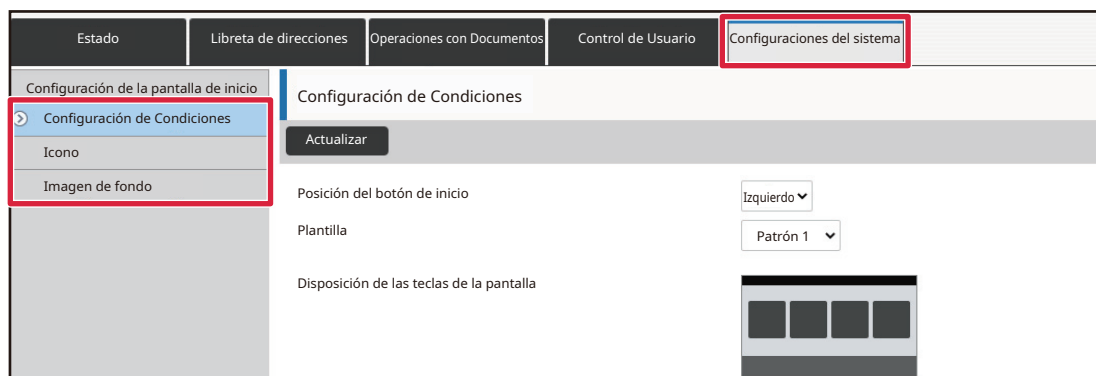 Estado
Libreta de direcciones
Operaciones con Documentos
Control de Usuario
Configuraciones del sistema
Configuración de la pantalla de inicio
Configuración de Condiciones
Icono
Imagen de fondo
Configuración de Condiciones
Actualizar
Posición del botón de inicio
Izquierdo
Plantilla
Patrón 1
Disposición de las teclas de la pantalla